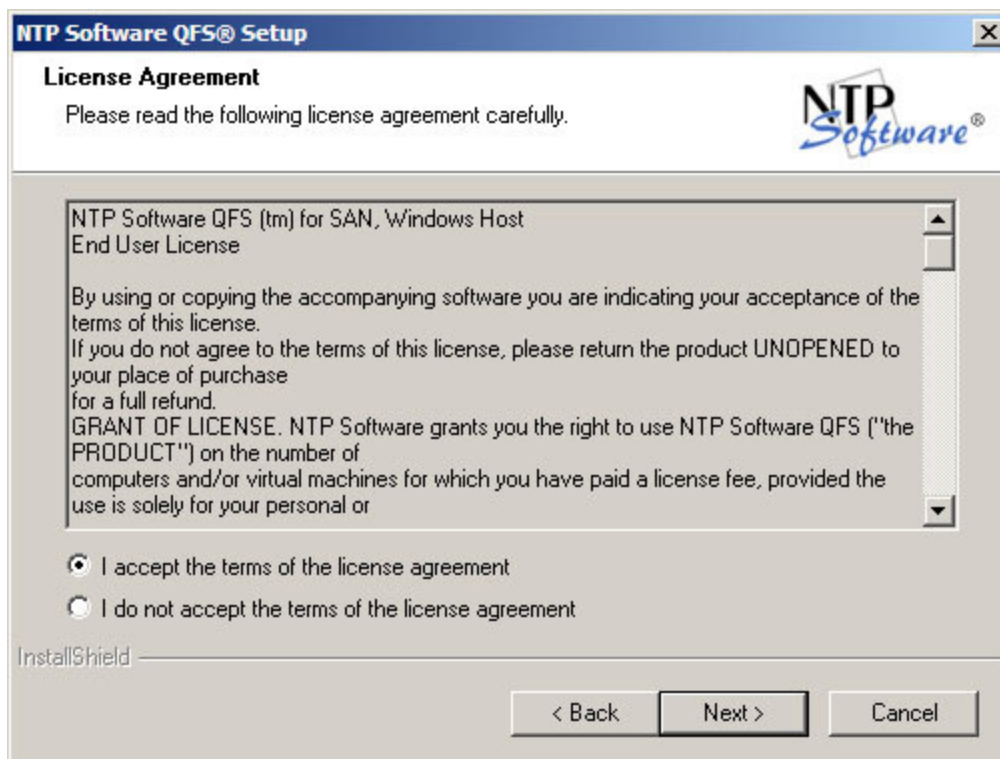 NTP Software QFS® Setup
License Agreement
Please read the following license agreement carefully.
NTP
Software®
NTP Software QFS (tm) for SAN, Windows Host
End User License
By using or copying the accompanying software you are indicating your acceptance of the
terms of this license.
If you do not agree to the terms of this license, please return the product UNOPENED to
your place of purchase
for a full refund.
GRANT OF LICENSE. NTP Software grants you the right to use NTP Software QFS ("the
PRODUCT") on the number of
computers and/or virtual machines for which you have paid a license fee, provided the
use is solely for your personal or
I accept the terms of the license agreement
I do not accept the terms of the license agreement
InstallShield
< Back
Next >
Cancel